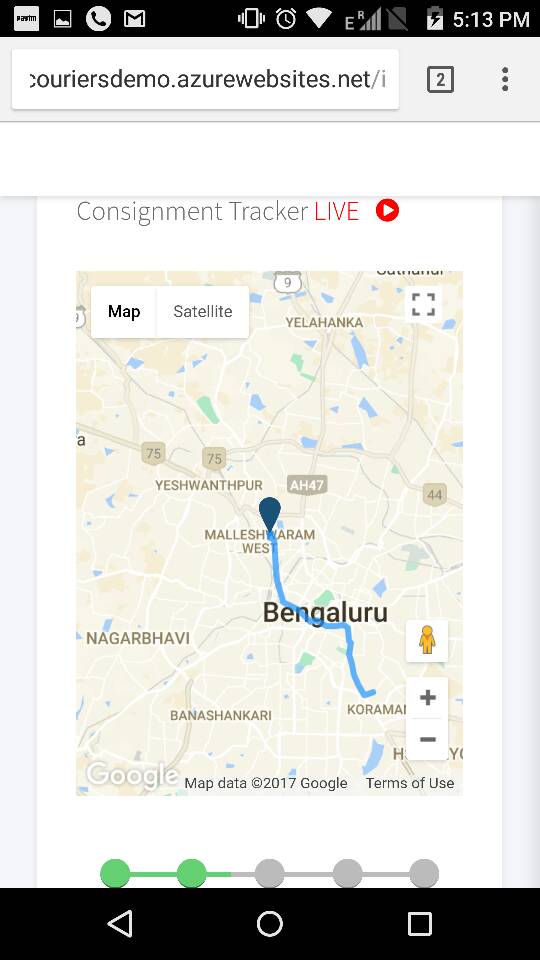 paytm
E R 5:13 PM
couriersdemo.azurewebsites.net/i
2
Consignment Tracker LIVE
9
Map Satellite
YELAHANKA
a
75
75
YESHWANTHPUR
AH47
44
MALLESHWARAM
WEST
Bengaluru
NAGARBHAVI
+
KORAMAN
BANASHANKARI
−
Google
Map data ©2017 Google Terms of Use